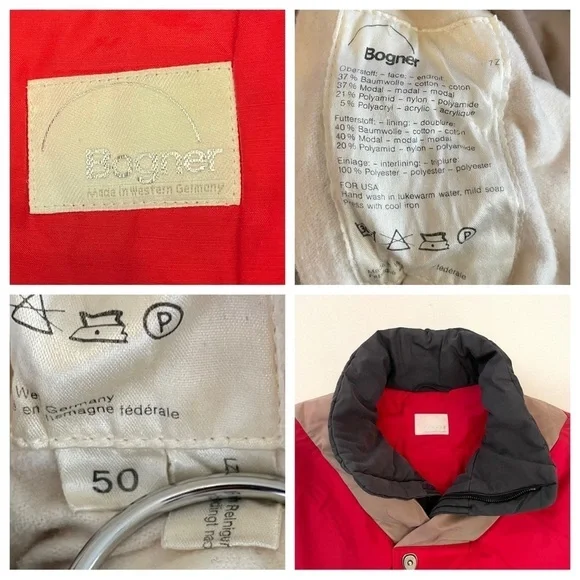 Bogner
Made in Western Germany
Bogner
Oberstoff: – face: – endroit:
37 % Baumwolle – cotton – coton
37 % Modal – modal – modal
21 % Polyamid – nylon – polyamide
5 % Polyacryl – acrylic – acrylique
Futterstoff: – lining: – doublure:
40 % Baumwolle – cotton – coton
40 % Modal – modal – modal
20 % Polyamid – nylon – polyamide
Einlage: – interlining: – triplure:
100 % Polyester – polyester – polyester
FOR USA
Hand wash in lukewarm water, mild soap
Press with cool iron
P
fédérale
P
We
en Germany
lemagne fédérale
50
Reinigu